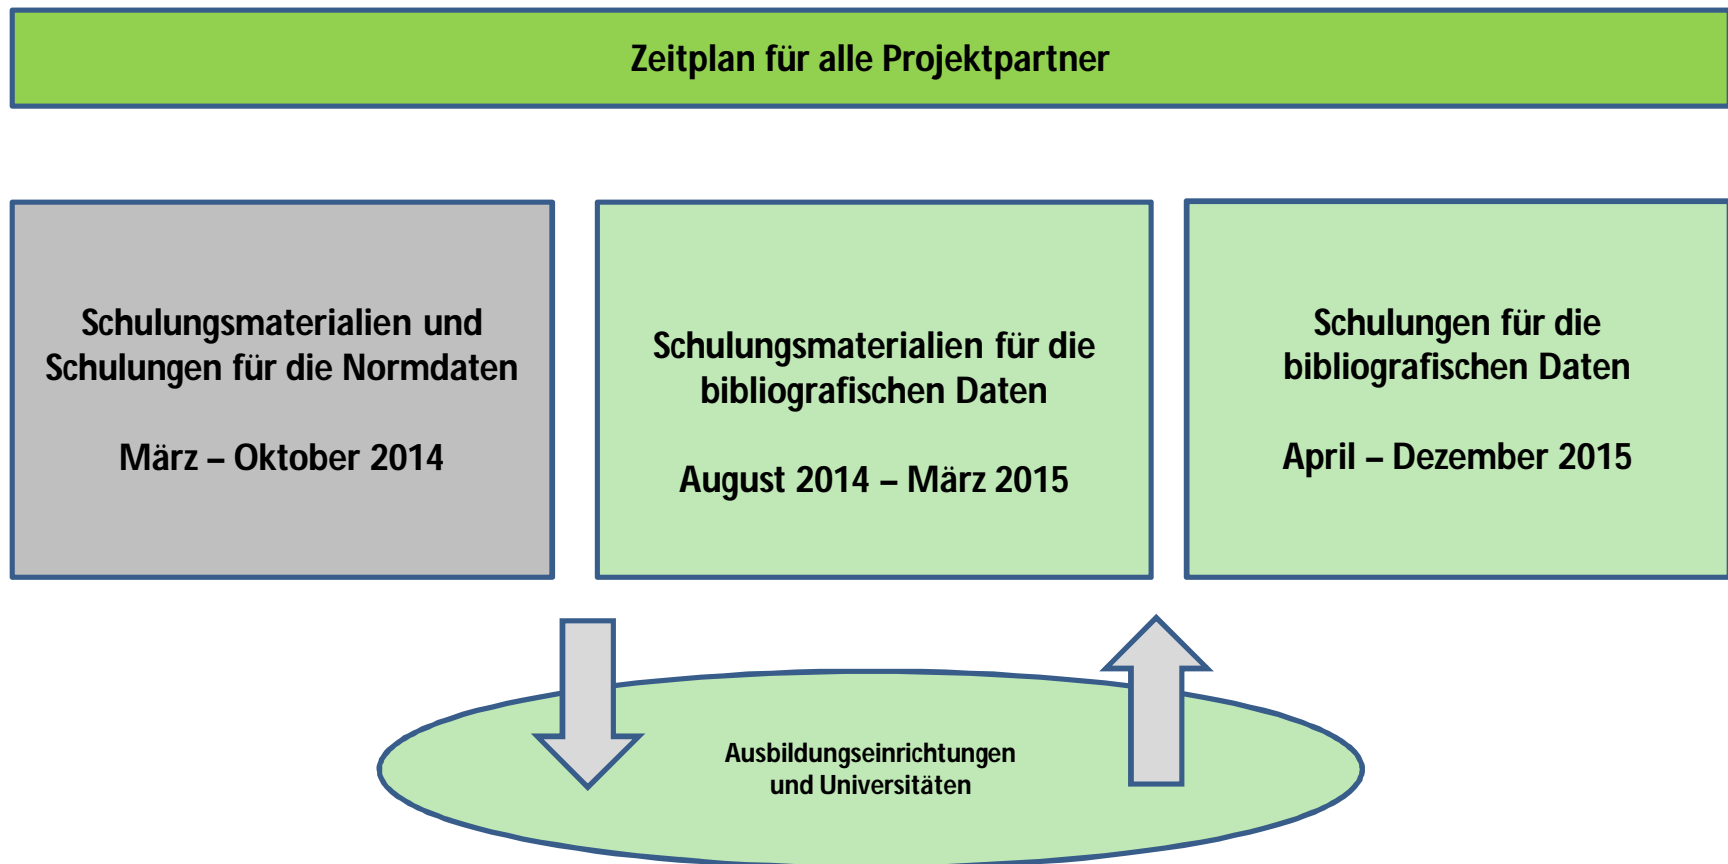 Zeitplan für alle Projektpartner
Schulungsmaterialien und
Schulungen für die Normdaten
März – Oktober 2014
Schulungsmaterialien für die
bibliografischen Daten
August 2014 – März 2015
Schulungen für die
bibliografischen Daten
April – Dezember 2015
Ausbildungseinrichtungen
und Universitäten